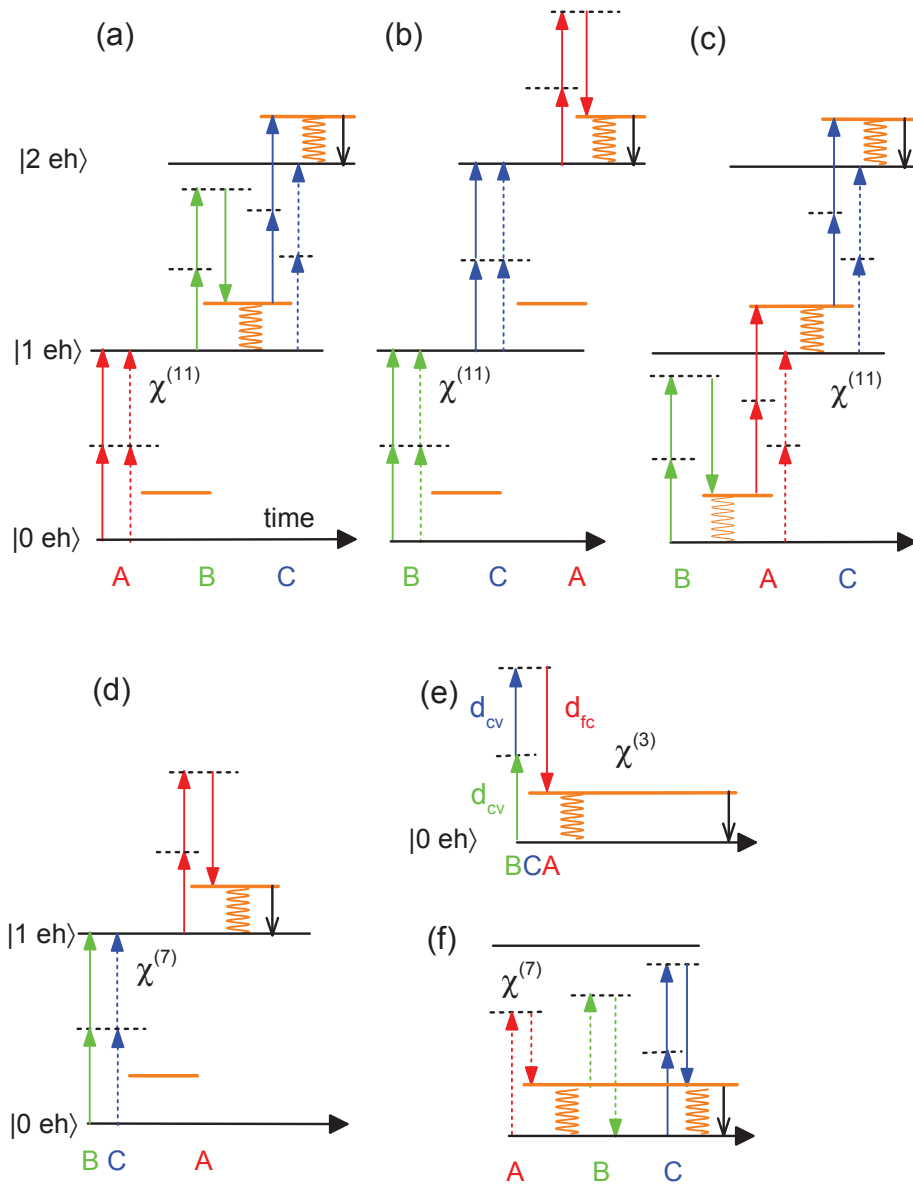 (a)
(b)
(c)
|2 eh⟩
|1 eh⟩
χ(11)
χ(11)
χ(11)
time
|0 eh⟩
A B C
B C A
B A C
(d)
(e)
d_cv
d_fc
χ(3)
d_cv
|0 eh⟩
BCA
|1 eh⟩
χ(7)
(f)
χ(7)
|0 eh⟩
B C A
A B C